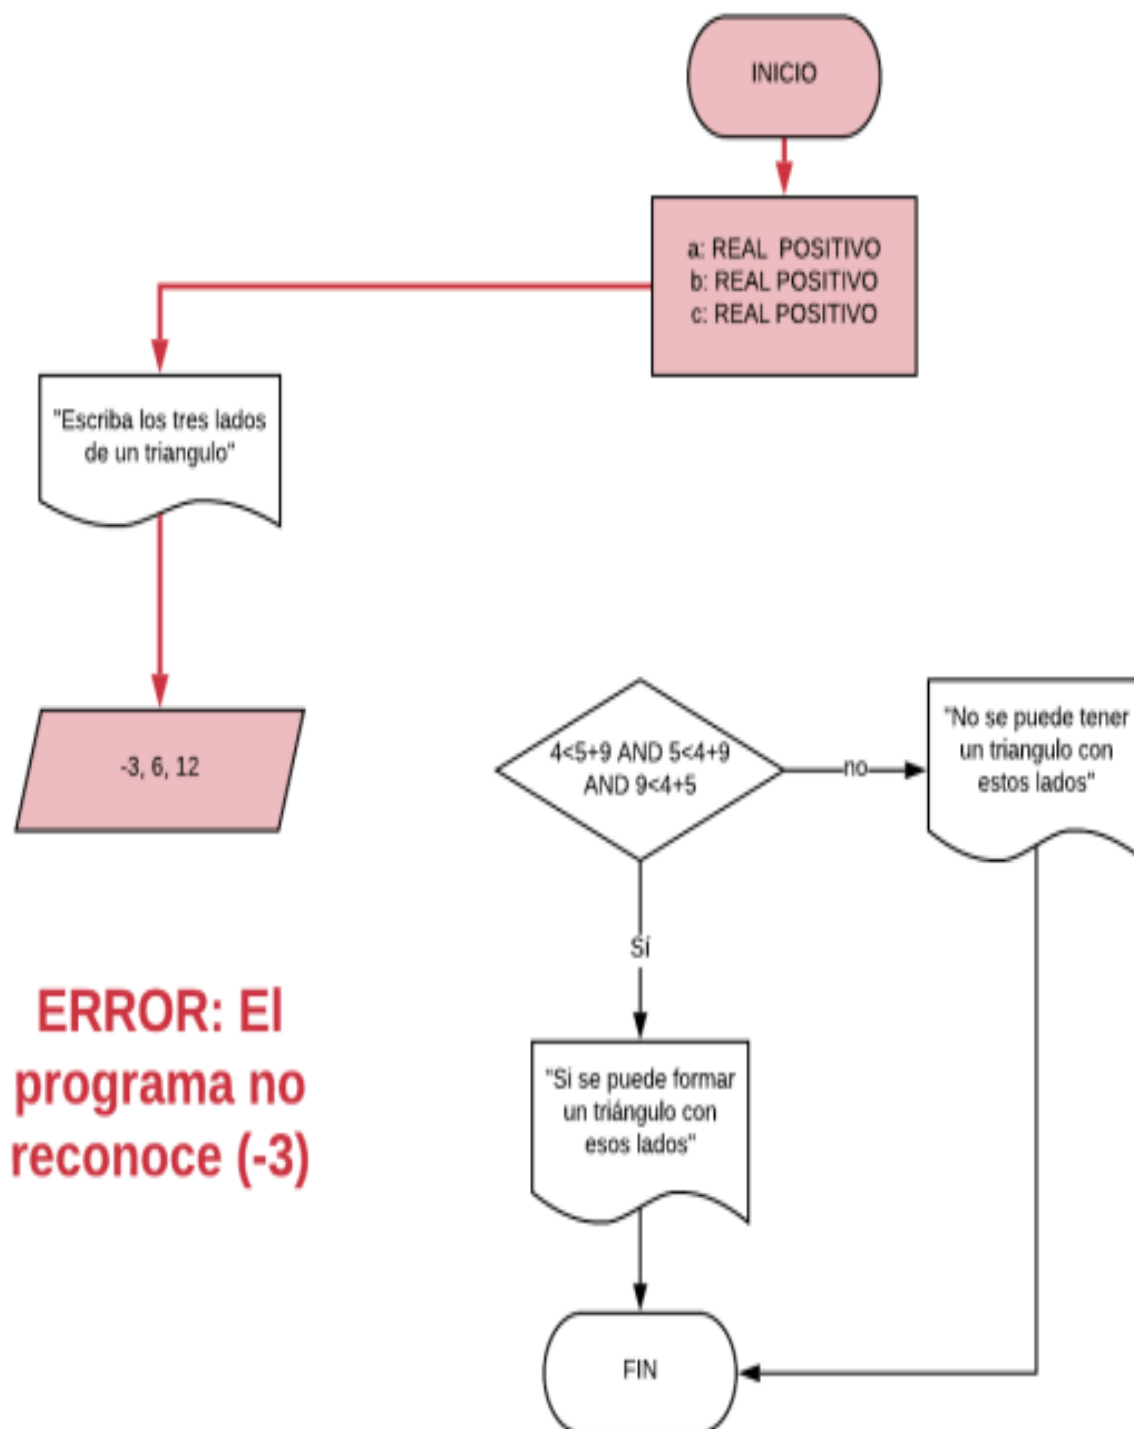 INICIO
a: REAL  POSITIVO
b: REAL POSITIVO
c: REAL POSITIVO
"Escriba los tres lados
de un triangulo"
-3, 6, 12
ERROR: El
programa no
reconoce (-3)
4<5+9 AND 5<4+9
AND 9<4+5
no
"No se puede tener
un triangulo con
estos lados"
Sí
"Si se puede formar
un triángulo con
esos lados"
FIN